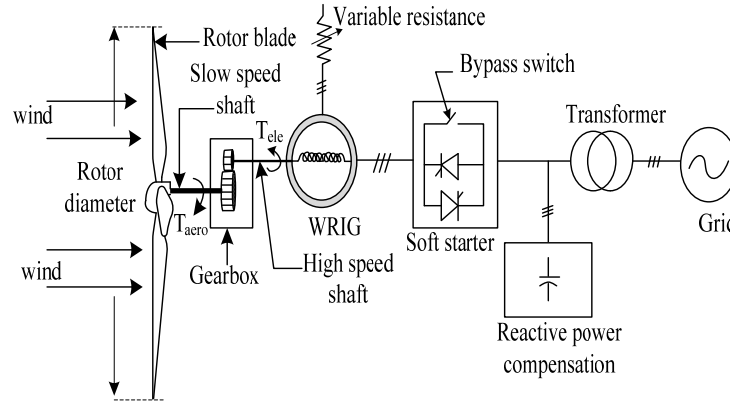 Variable resistance
Rotor blade
Slow speed
shaft
Bypass switch
Transformer
wind
T_ele
Rotor
diameter
T_aero
WRIG
Soft starter
Grid
wind
Gearbox
High speed
shaft
Reactive power
compensation